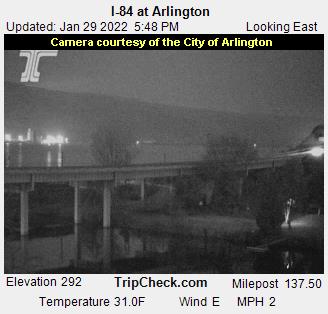 I-84 at Arlington
Updated: Jan 29 2022 5:48 PM Looking East
Camera courtesy of the City of Arlington
Elevation 292 TripCheck.com Milepost 137.50
Temperature 31.0F Wind E MPH 2